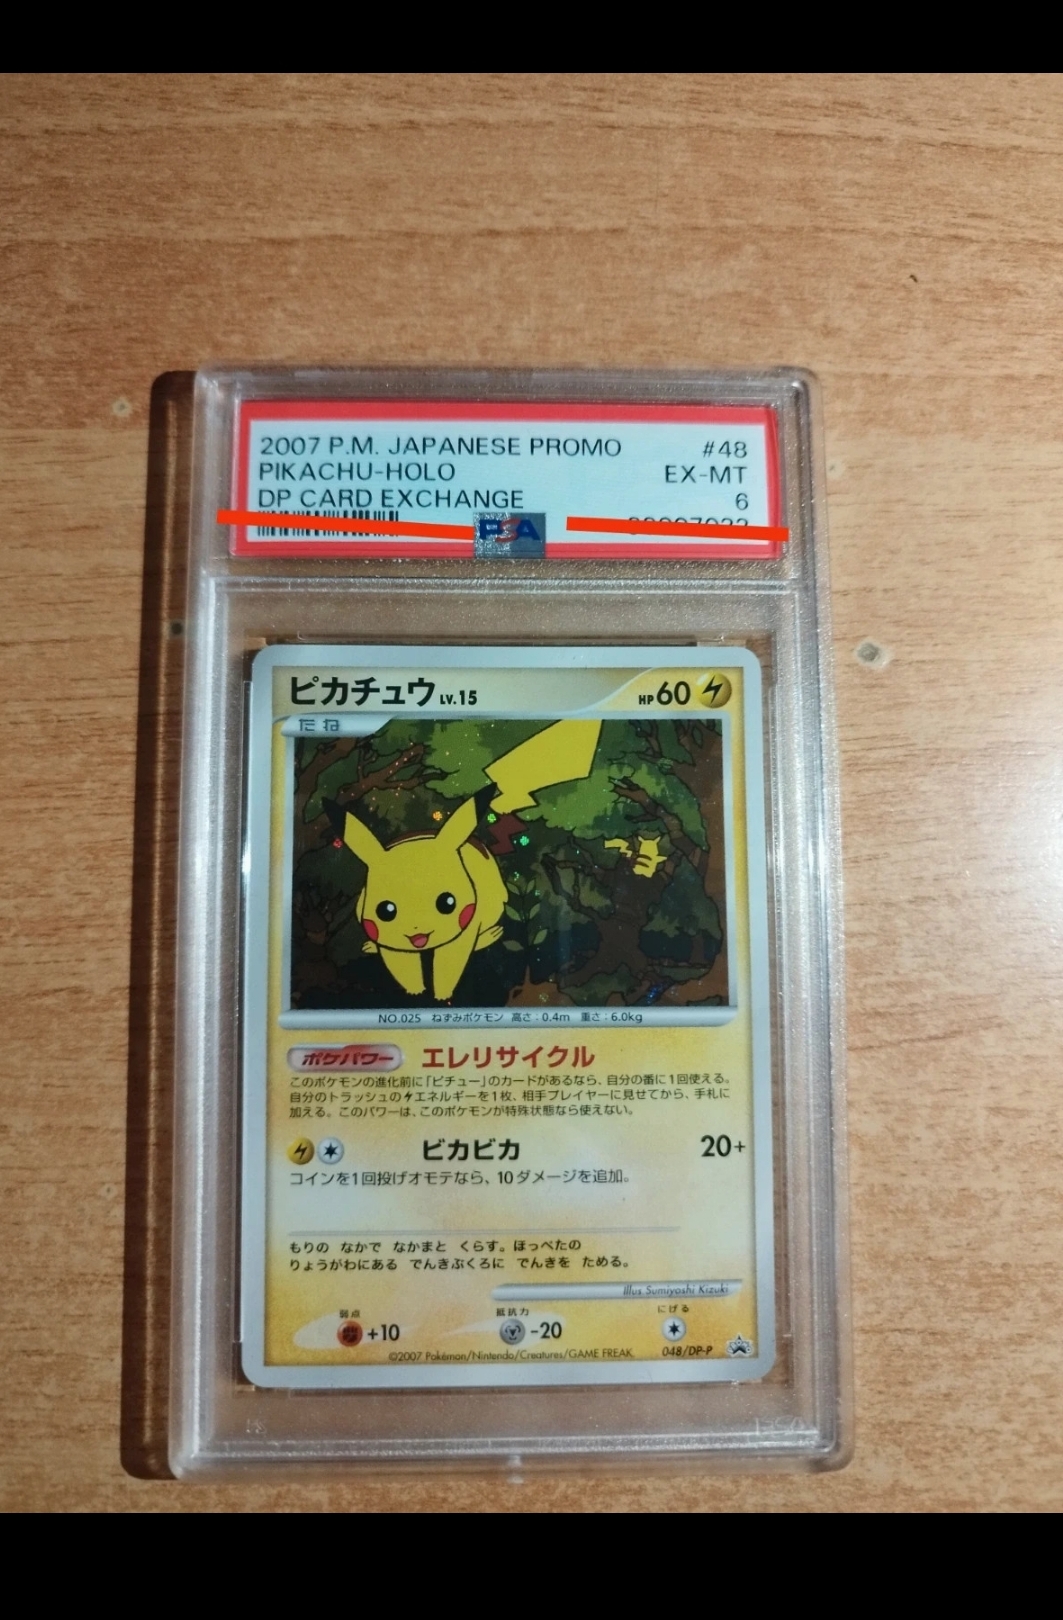 2007 P.M. JAPANESE PROMO #48
PIKACHU-HOLO EX-MT
DP CARD EXCHANGE 6
PSA
ピカチュウ LV.15 HP 60
たね
NO.025 ねずみポケモン 高さ:0.4m 重さ:6.0kg
ポケパワー エレリサイクル
このポケモンの進化前に「ピチュー」のカードがあるなら、自分の番に1回使える。
自分のトラッシュのエネルギーを1枚、相手プレイヤーに見せてから、手札に
加える。このパワーは、このポケモンが特殊状態なら使えない。
ビカビカ 20+
コインを1回投げオモテなら、10ダメージを追加。
もりの なかで なかまと くらす。ほっぺたの
りょうがわにある でんきぶくろに でんきを ためる。
Illus Sumiyoshi Kizuki
弱点 抵抗力 にげる
+10 -20
©2007 Pokémon/Nintendo/Creatures/GAME FREAK. 048/DP-P